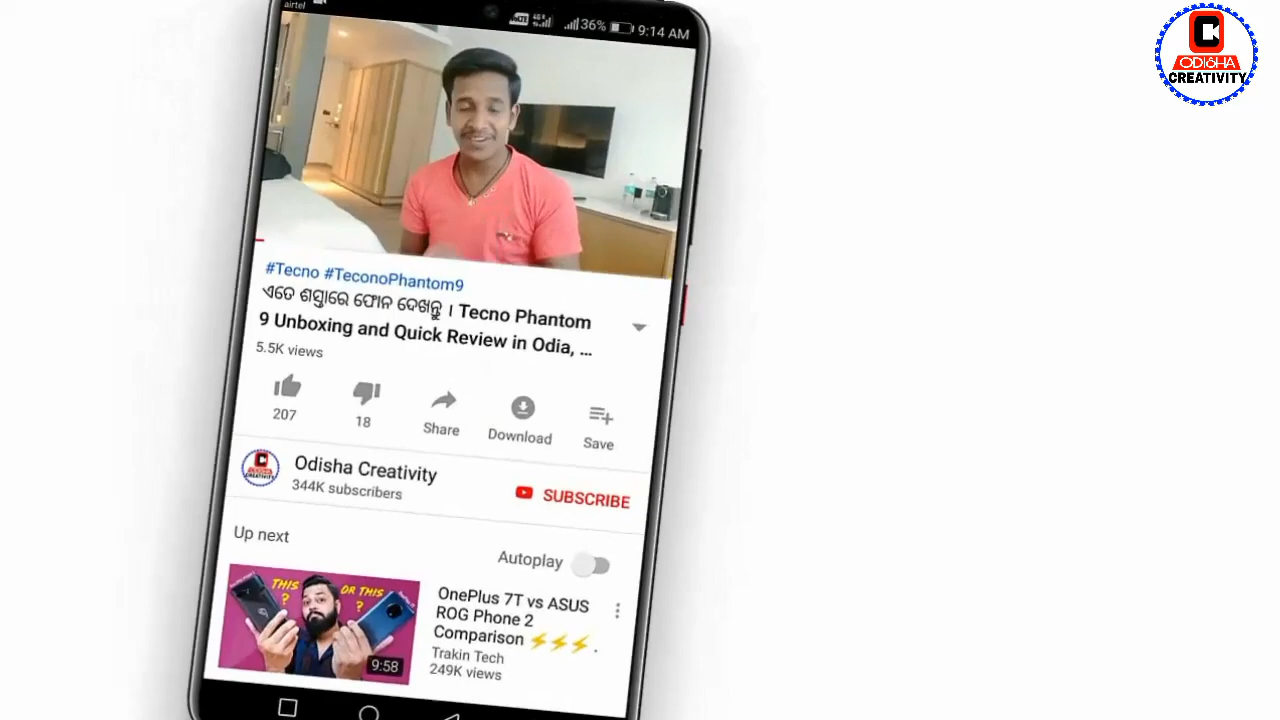 airtel
36% 9:14 AM
ODISHA
CREATIVITY
#Tecno #TeconoPhantom9
ଏତେ ଶସ୍ତାରେ ଫୋନ ଦେଖନ୍ତୁ । Tecno Phantom
9 Unboxing and Quick Review in Odia, ...
5.5K views
207
18
Share
Download
Save
Odisha Creativity
344K subscribers
SUBSCRIBE
Up next
Autoplay
THIS
?
OR THIS
?
9:58
OnePlus 7T vs ASUS
ROG Phone 2
Comparison ⚡⚡⚡ .
Trakin Tech
249K views